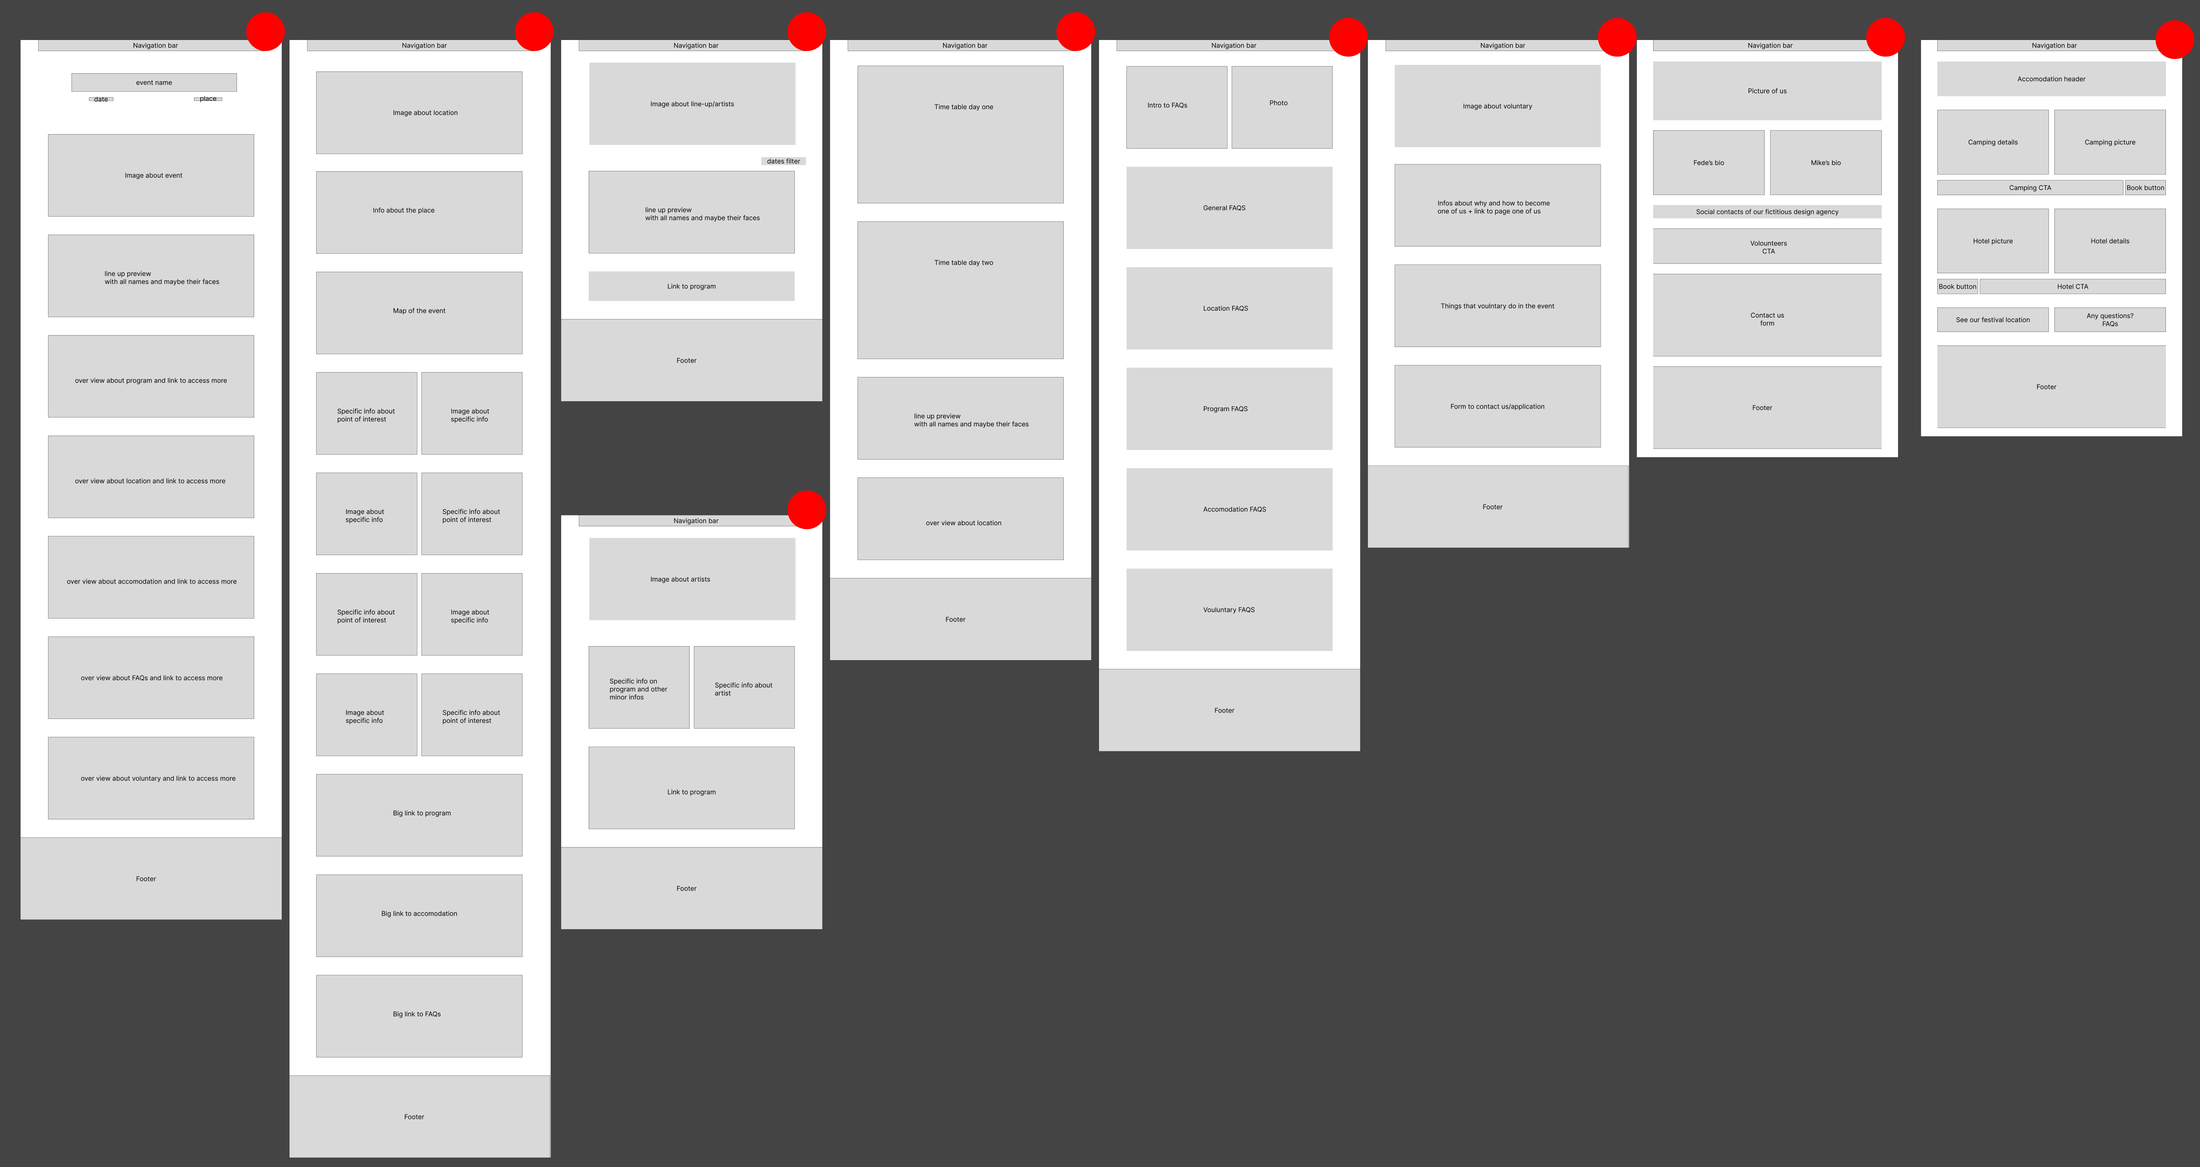 Navigation bar
event name
date
place
Image about event
line up preview
with all names and maybe their faces
over view about program and link to access more
over view about location and link to access more
over view about accomodation and link to access more
over view about FAQs and link to access more
over view about voluntary and link to access more
Footer
Navigation bar
Image about location
Info about the place
Map of the event
Specific info about
point of interest
Image about
specific info
Image about
specific info
Specific info about
point of interest
Specific info about
point of interest
Image about
specific info
Image about
specific info
Specific info about
point of interest
Big link to program
Big link to accomodation
Big link to FAQs
Footer
Navigation bar
Image about line-up/artists
dates filter
line up preview
with all names and maybe their faces
Link to program
Footer
Navigation bar
Image about artists
Specific info on
program and other
minor infos
Specific info about
artist
Link to program
Footer
Navigation bar
Time table day one
Time table day two
line up preview
with all names and maybe their faces
over view about location
Footer
Navigation bar
Intro to FAQs
Photo
General FAQS
Location FAQS
Program FAQS
Accomodation FAQS
Vouluntary FAQS
Footer
Navigation bar
Image about voluntary
Infos about why and how to become
one of us + link to page one of us
Things that voulntary do in the event
Form to contact us/application
Footer
Navigation bar
Picture of us
Fede's bio
Mike's bio
Social contacts of our fictitious design agency
Volounteers
CTA
Contact us
form
Footer
Navigation bar
Accomodation header
Camping details
Camping picture
Camping CTA
Book button
Hotel picture
Hotel details
Book button
Hotel CTA
See our festival location
Any questions?
FAQs
Footer